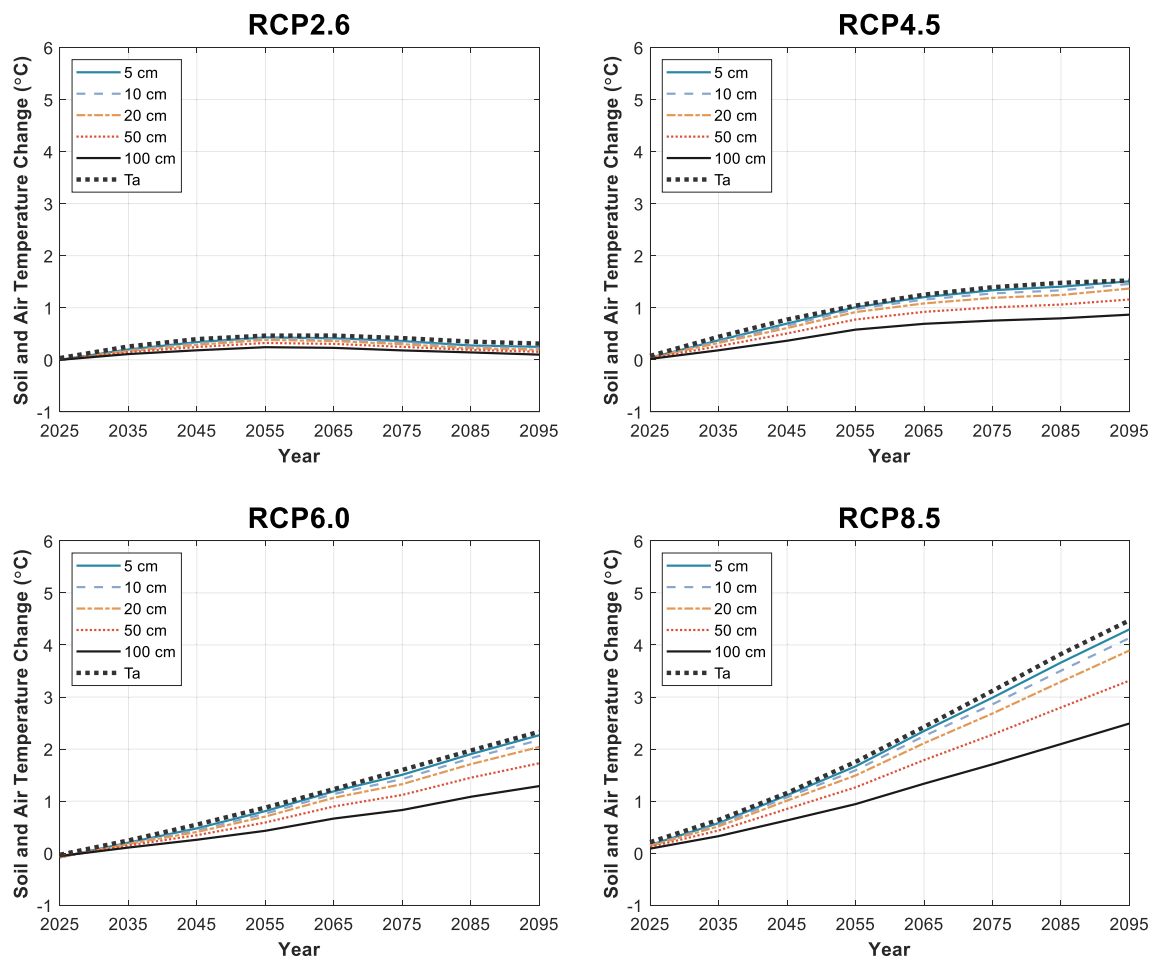 RCP2.6
Soil and Air Temperature Change (°C)
6
5
4
3
2
1
0
-1
5 cm
10 cm
20 cm
50 cm
100 cm
Ta
2025 2035 2045 2055 2065 2075 2085 2095
Year
RCP4.5
Soil and Air Temperature Change (°C)
6
5
4
3
2
1
0
-1
5 cm
10 cm
20 cm
50 cm
100 cm
Ta
2025 2035 2045 2055 2065 2075 2085 2095
Year
RCP6.0
Soil and Air Temperature Change (°C)
6
5
4
3
2
1
0
-1
5 cm
10 cm
20 cm
50 cm
100 cm
Ta
2025 2035 2045 2055 2065 2075 2085 2095
Year
RCP8.5
Soil and Air Temperature Change (°C)
6
5
4
3
2
1
0
-1
5 cm
10 cm
20 cm
50 cm
100 cm
Ta
2025 2035 2045 2055 2065 2075 2085 2095
Year